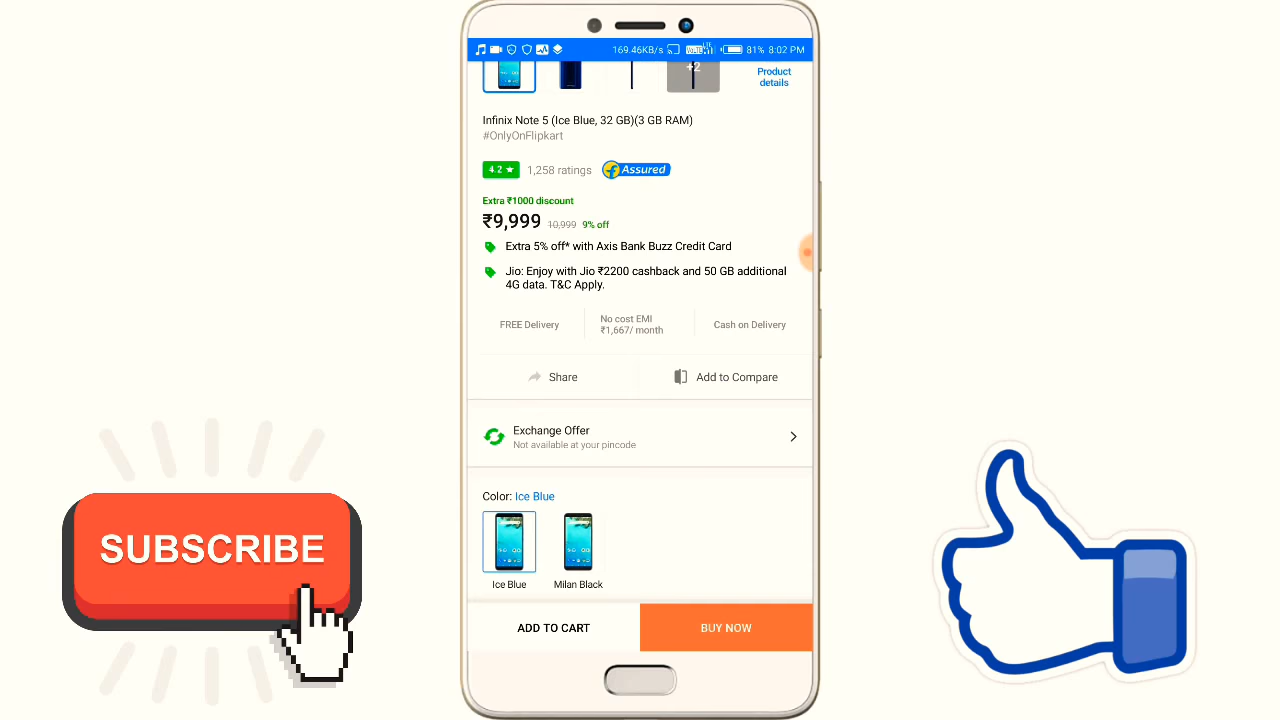 169.46KB/s VoLTE LTE 81% 8:02 PM
+2
Product
details
Infinix Note 5 (Ice Blue, 32 GB)(3 GB RAM)
#OnlyOnFlipkart
4.2 ★ 1,258 ratings f Assured
Extra ₹1000 discount
₹9,999 10,999 9% off
Extra 5% off* with Axis Bank Buzz Credit Card
Jio: Enjoy with Jio ₹2200 cashback and 50 GB additional
4G data. T&C Apply.
FREE Delivery
No cost EMI
₹1,667/ month
Cash on Delivery
Share
Add to Compare
Exchange Offer
Not available at your pincode
Color: Ice Blue
Ice Blue
Milan Black
ADD TO CART
BUY NOW
SUBSCRIBE